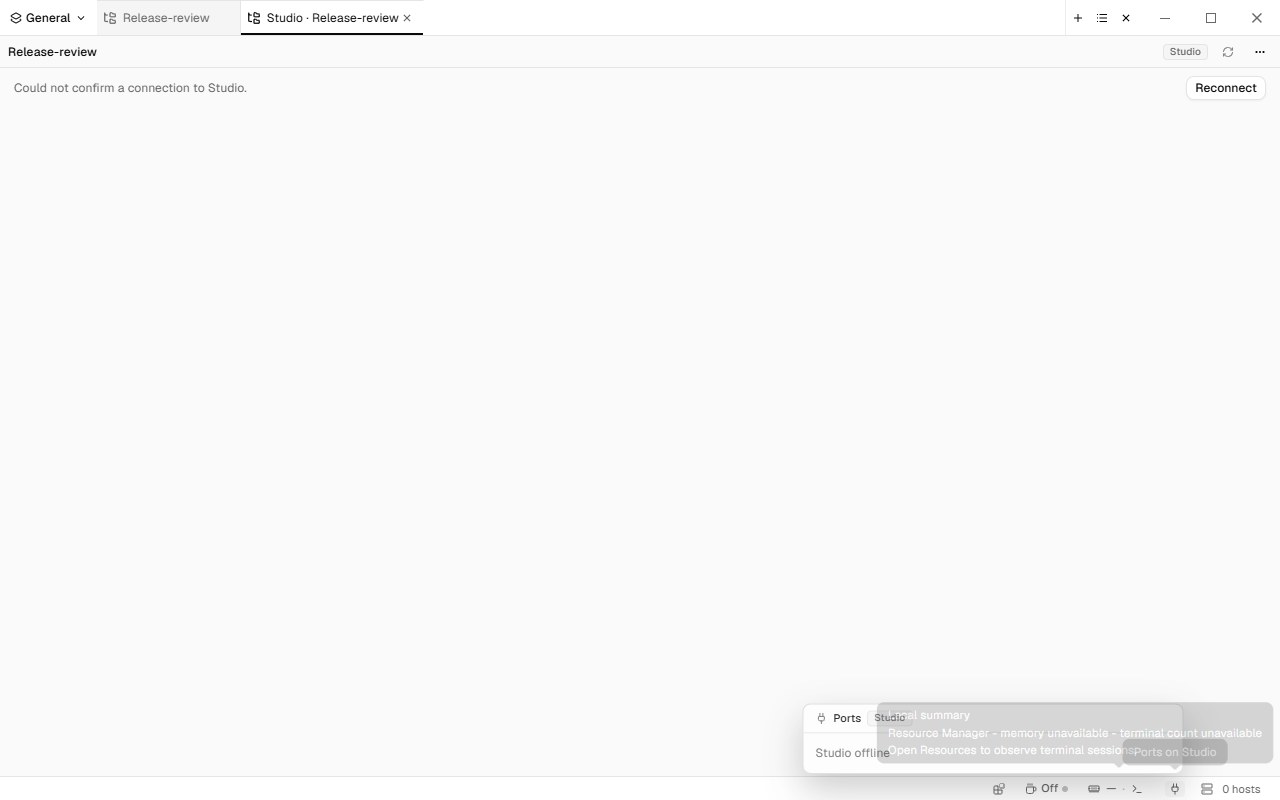 General
Release-review
Studio · Release-review
Release-review
Studio
Could not confirm a connection to Studio.
Reconnect
Ports
Studio
Local summary
Resource Manager - memory unavailable - terminal count unavailable
Studio offline
Open Resources to observe terminal sessions.
Ports on Studio
Off
0 hosts